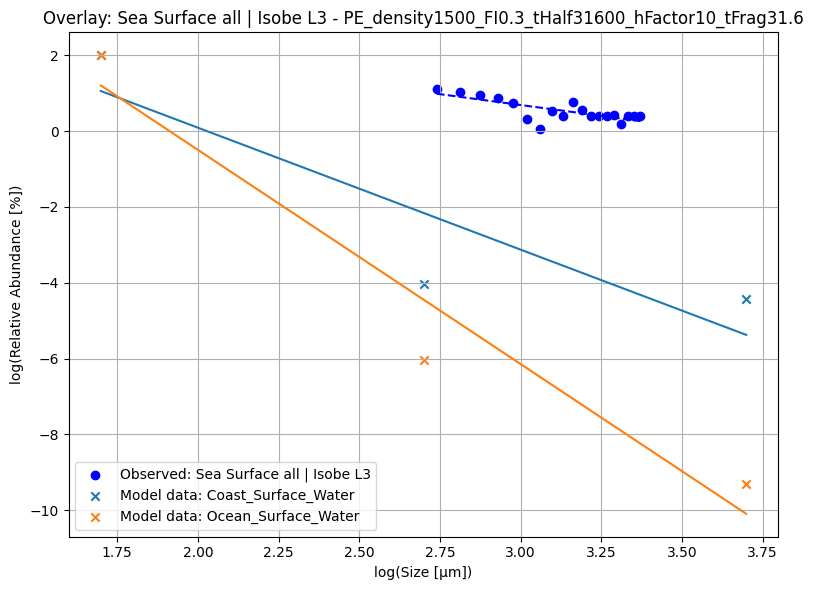 Overlay: Sea Surface all | Isobe L3 - PE_density1500_FI0.3_tHalf31600_hFactor10_tFrag31.6
log(Relative Abundance [%])
2
0
−2
−4
−6
−8
−10
Observed: Sea Surface all | Isobe L3
Model data: Coast_Surface_Water
Model data: Ocean_Surface_Water
1.75
2.00
2.25
2.50
2.75
3.00
3.25
3.50
3.75
log(Size [μm])